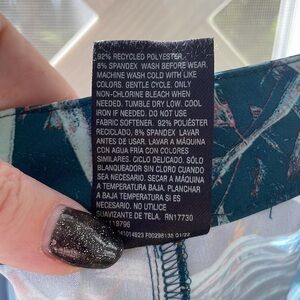 92% RECYCLED POLYESTER,
8% SPANDEX WASH BEFORE WEAR.
MACHINE WASH COLD WITH LIKE
COLORS. GENTLE CYCLE. ONLY
NON-CHLORINE BLEACH WHEN
NEEDED. TUMBLE DRY LOW. COOL
IRON IF NEEDED. DO NOT USE
FABRIC SOFTENER. 92% POLIÉSTER
RECICLADO, 8% SPANDEX LAVAR
ANTES DE USAR. LAVAR A MÁQUINA
CON AGUA FRIA CON COLORES
SIMILARES. CICLO DELICADO. SÓLO
BLANQUEADOR SIN CLORO CUANDO
SEA NECESARIO. SECAR A MÁQUINA
A TEMPERATURA BAJA. PLANCHAR
A BAJA TEMPERATURA SI ES
NECESARIO. NO USAR
SUAVIZANTE DE TELA. RN17730